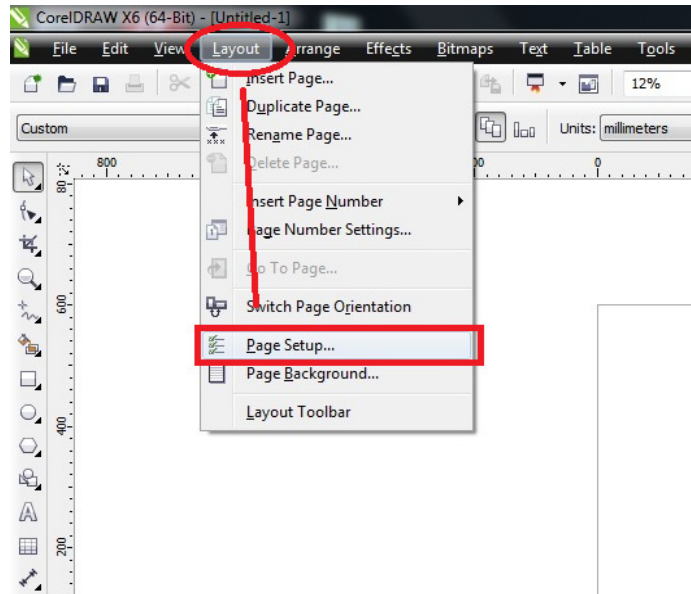 CorelDRAW X6 (64-Bit) - [Untitled-1]
File Edit View Layout Arrange Effects Bitmaps Text Table Tools
12%
Custom Units: millimeters
Insert Page...
Duplicate Page...
Rename Page...
Delete Page...
Insert Page Number
Page Number Settings...
Go To Page...
Switch Page Orientation
Page Setup...
Page Background...
Layout Toolbar
800 0
80
600
400
200